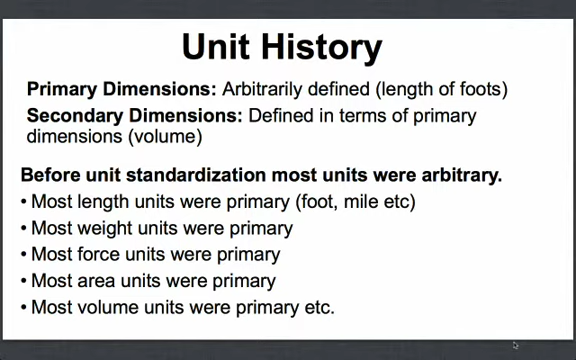 Unit History
Primary Dimensions: Arbitrarily defined (length of foots)
Secondary Dimensions: Defined in terms of primary
dimensions (volume)
Before unit standardization most units were arbitrary.
• Most length units were primary (foot, mile etc)
• Most weight units were primary
• Most force units were primary
• Most area units were primary
• Most volume units were primary etc.